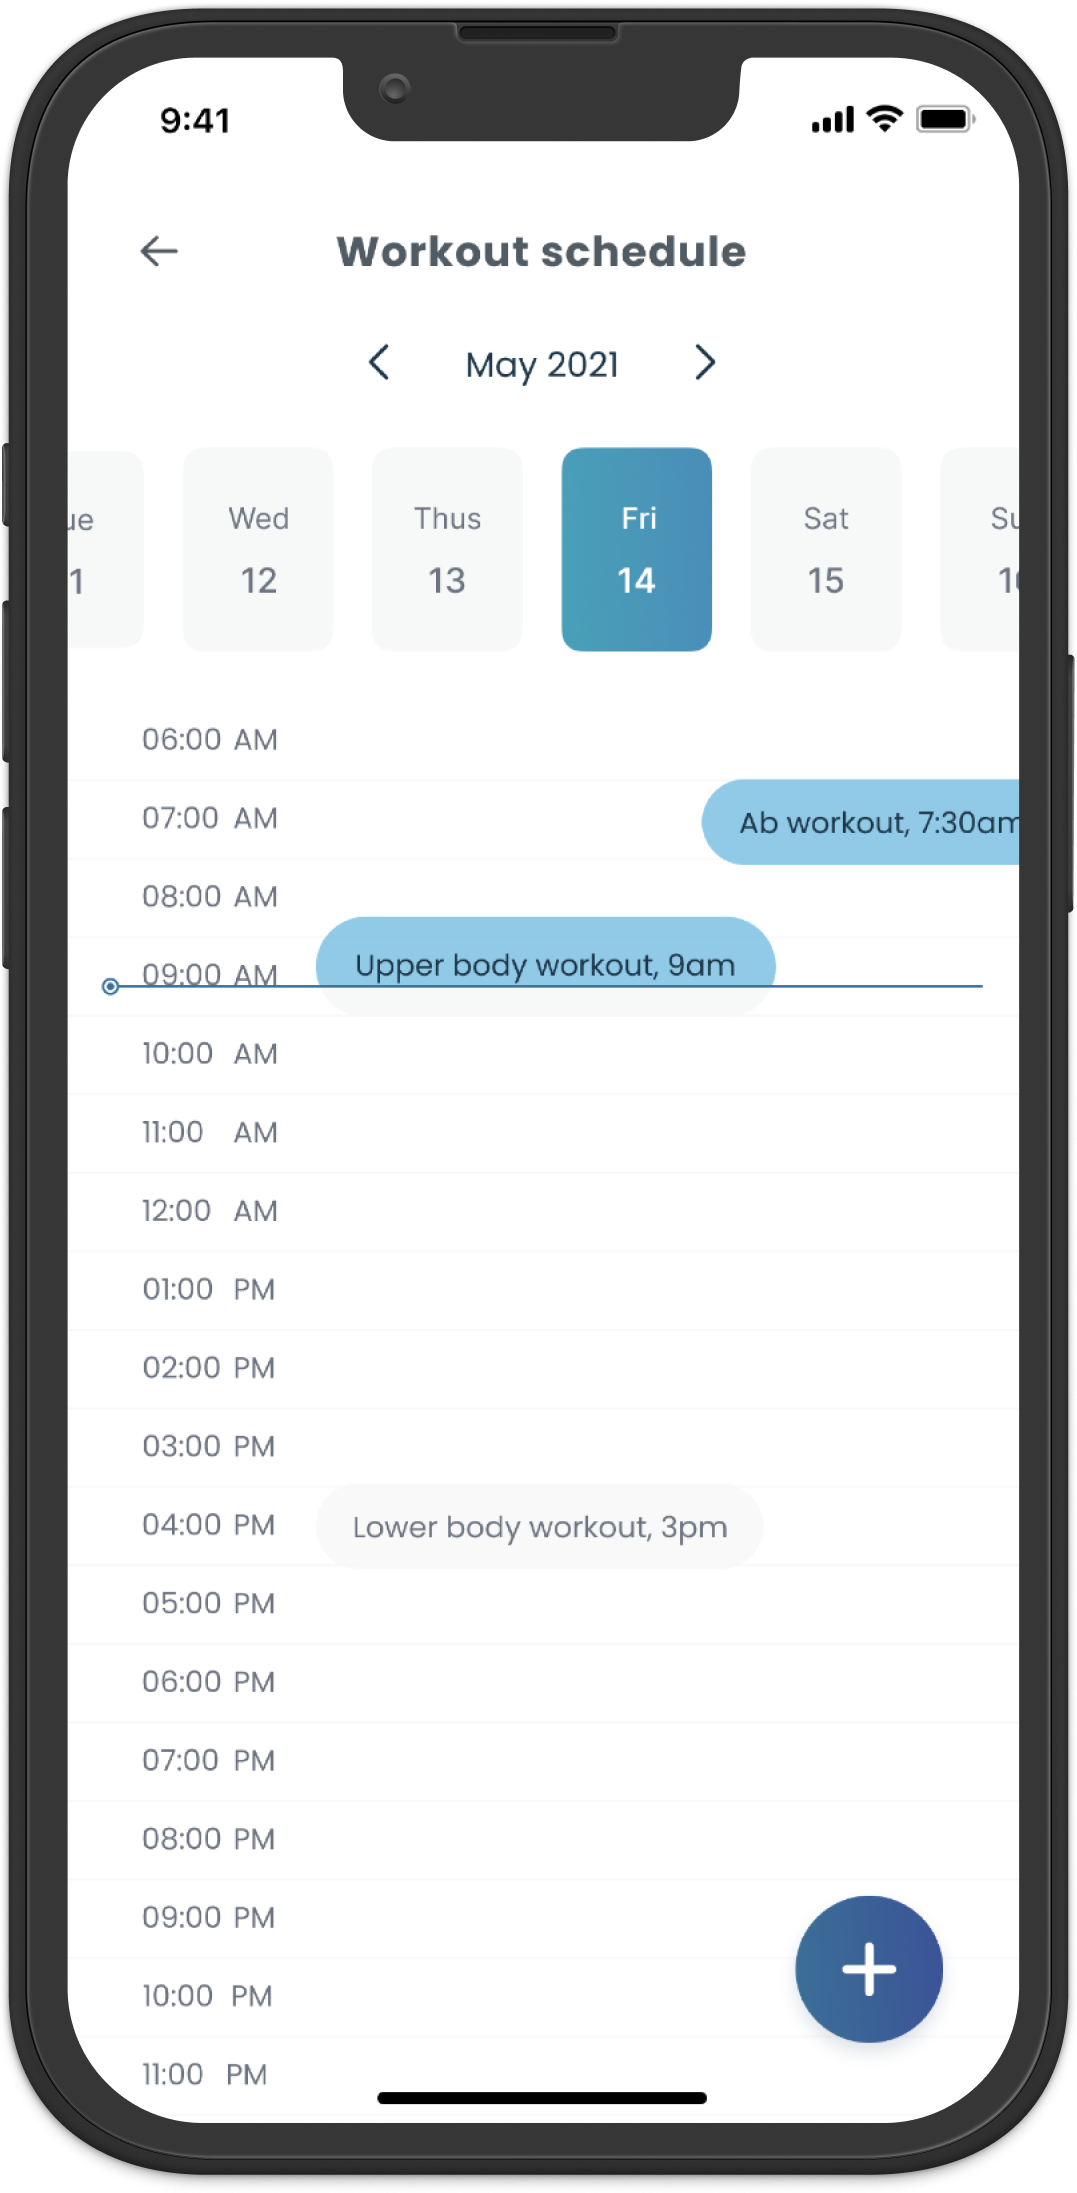 9:41
Workout schedule
May 2021
ue Wed Thus Fri Sat Su
1 12 13 14 15 1
06:00 AM
07:00 AM
Ab workout, 7:30am
08:00 AM
Upper body workout, 9am
09:00 AM
10:00 AM
11:00 AM
12:00 AM
01:00 PM
02:00 PM
03:00 PM
04:00 PM
Lower body workout, 3pm
05:00 PM
06:00 PM
07:00 PM
08:00 PM
09:00 PM
10:00 PM
11:00 PM